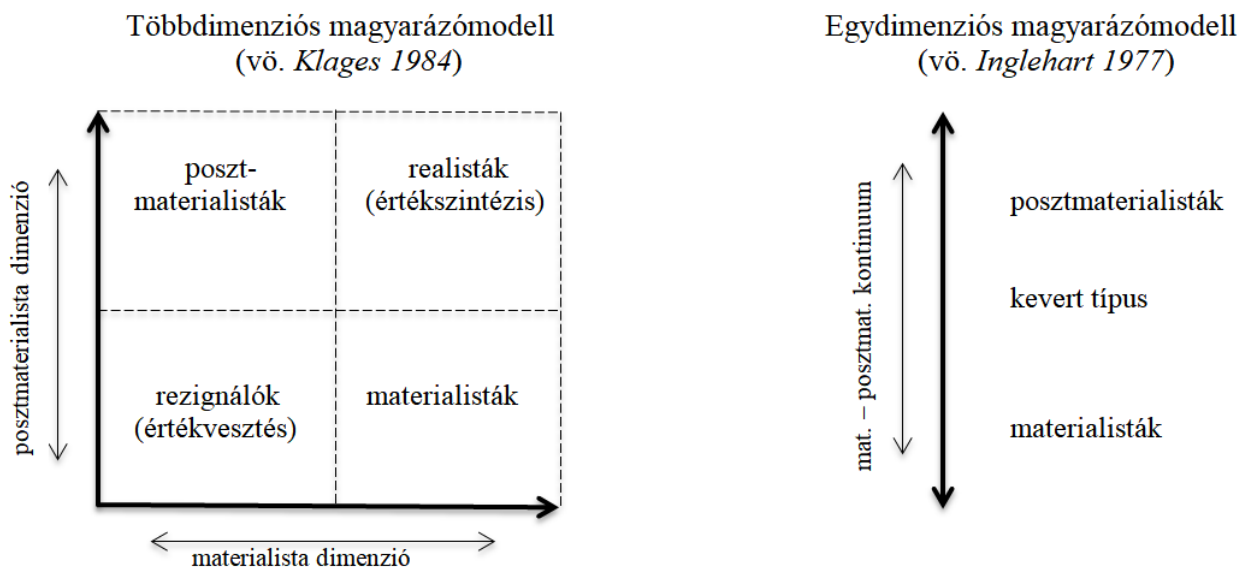 Többdimenziós magyarázómodell
(vö. Klages 1984)
posztmaterialista dimenzió
poszt-
materialisták
realisták
(értékszintézis)
rezignálók
(értékvesztés)
materialisták
materialista dimenzió
Egydimenziós magyarázómodell
(vö. Inglehart 1977)
mat. – posztmat. kontinuum
posztmaterialisták
kevert típus
materialisták